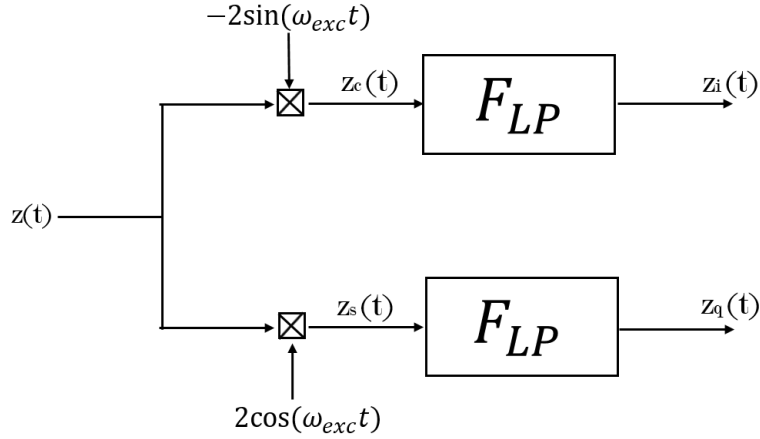 −2sin(ω_exc t)
z_c(t)
F_LP
z_i(t)
z(t)
z_s(t)
F_LP
z_q(t)
2cos(ω_exc t)